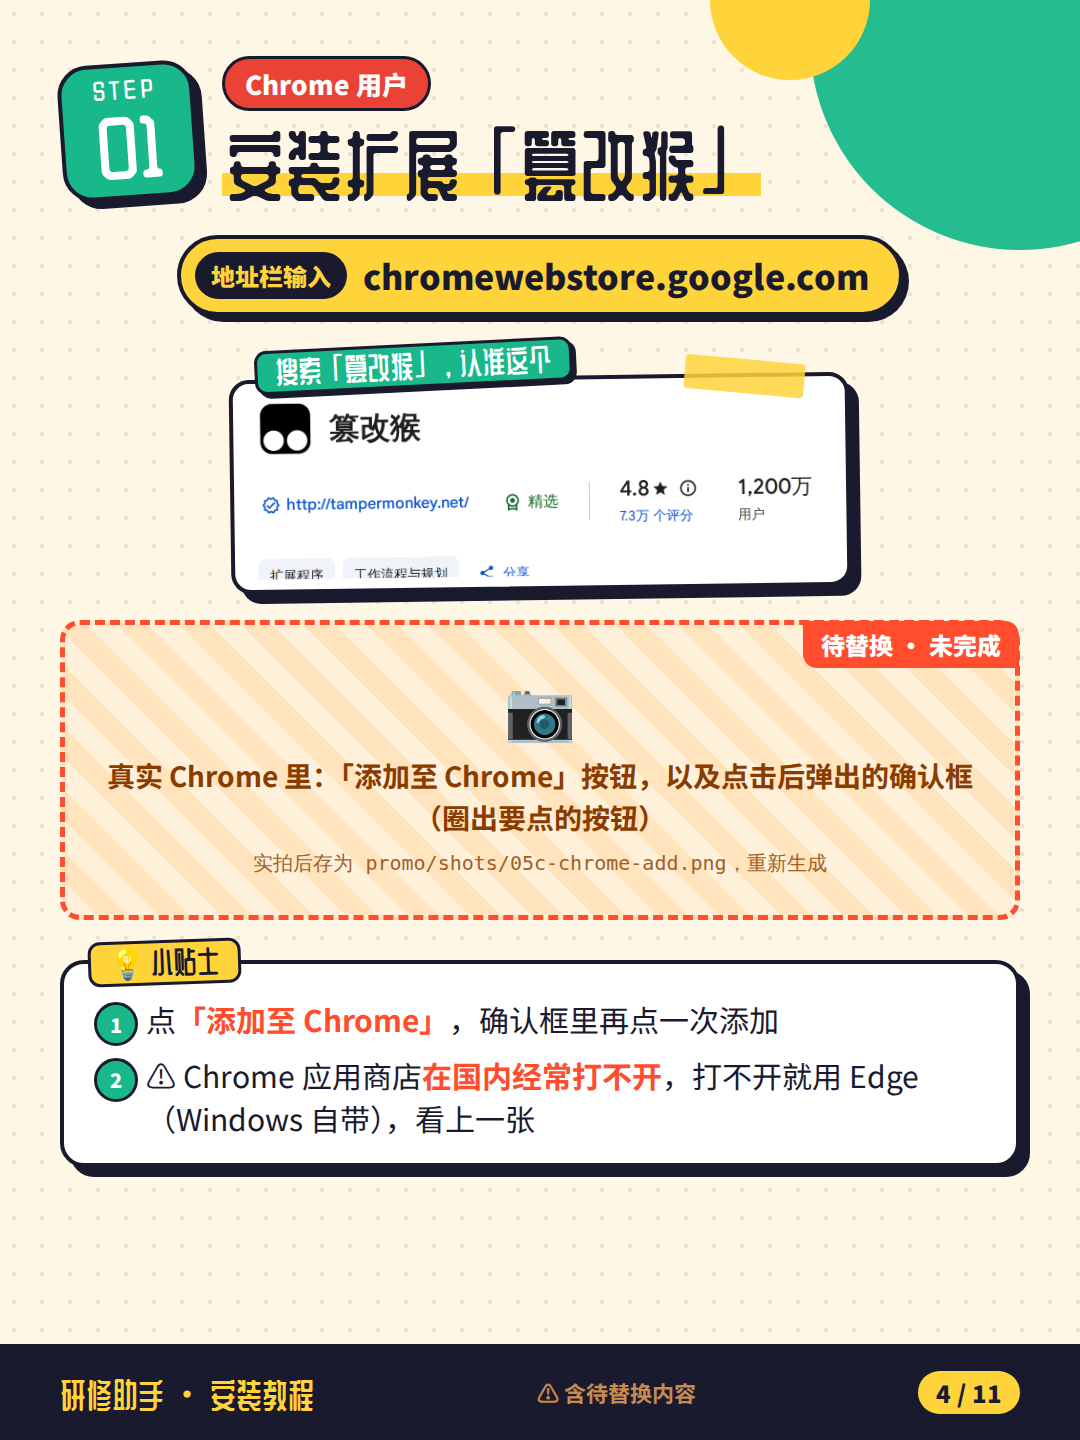 STEP
01
Chrome 用户
安装扩展「篡改猴」
地址栏输入 chromewebstore.google.com
搜索「篡改猴」，认准这个
篡改猴
http://tampermonkey.net/ 精选 4.8★ 1,200万
7.3万 个评分 用户
扩展程序 工作流程与规划 分享
待替换 · 未完成
真实 Chrome 里：「添加至 Chrome」按钮，以及点击后弹出的确认框
（圈出要点的按钮）
实拍后存为 promo/shots/05c-chrome-add.png，重新生成
💡 小贴士
1 点「添加至 Chrome」，确认框里再点一次添加
2 ⚠ Chrome 应用商店在国内经常打不开，打不开就用 Edge
（Windows 自带），看上一张
研修助手 · 安装教程
⚠ 含待替换内容
4 / 11